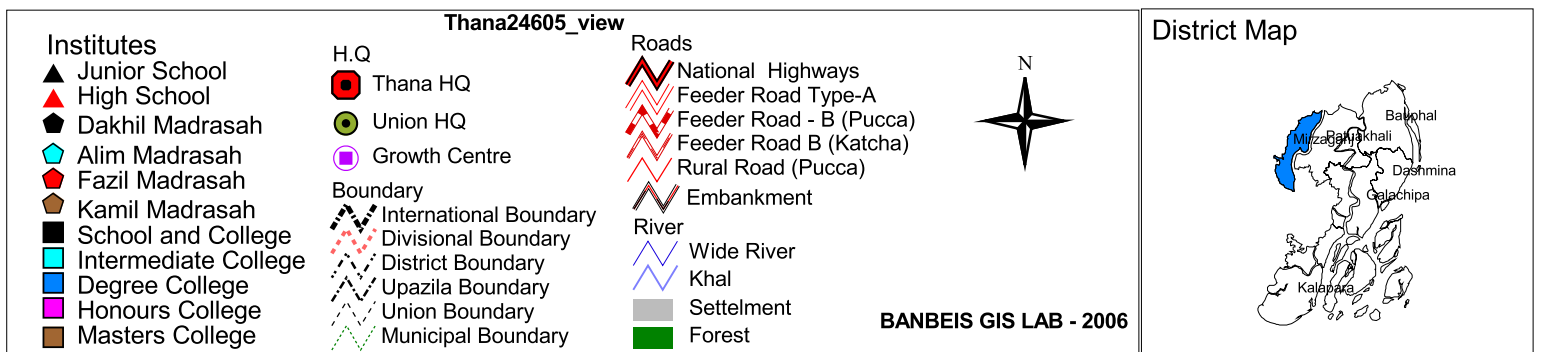 Thana24605_view
Institutes
Junior School
High School
Dakhil Madrasah
Alim Madrasah
Fazil Madrasah
Kamil Madrasah
School and College
Intermediate College
Degree College
Honours College
Masters College
H.Q
Thana HQ
Union HQ
Growth Centre
Boundary
International Boundary
Divisional Boundary
District Boundary
Upazila Boundary
Union Boundary
Municipal Boundary
Roads
National Highways
Feeder Road Type-A
Feeder Road - B (Pucca)
Feeder Road B (Katcha)
Rural Road (Pucca)
Embankment
River
Wide River
Khal
Settelment
Forest
N
BANBEIS GIS LAB - 2006
District Map
Bauphal
Mirzaganj
Patuakhali
Dashmina
Galachipa
Kalapara